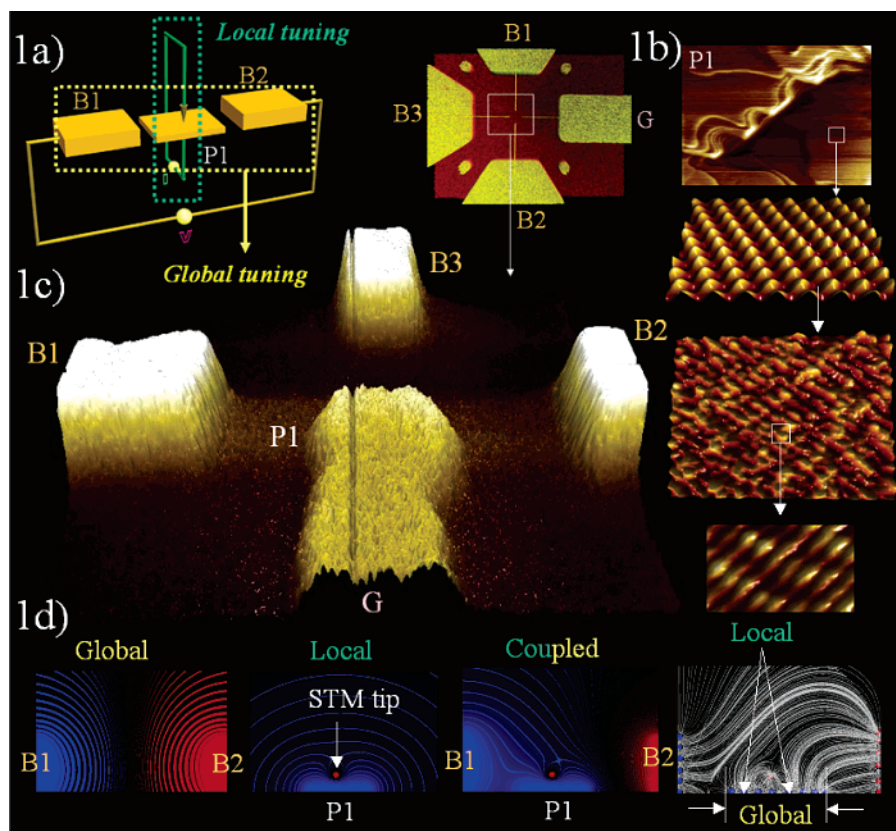 1a)
Local tuning
B1
B2
P1
V
Global tuning
B1
B3
G
B2
1b)
P1
1c)
B3
B1
B2
P1
G
1d)
Global
Local
Coupled
Local
STM tip
B1
B2
B1
B2
P1
P1
Global